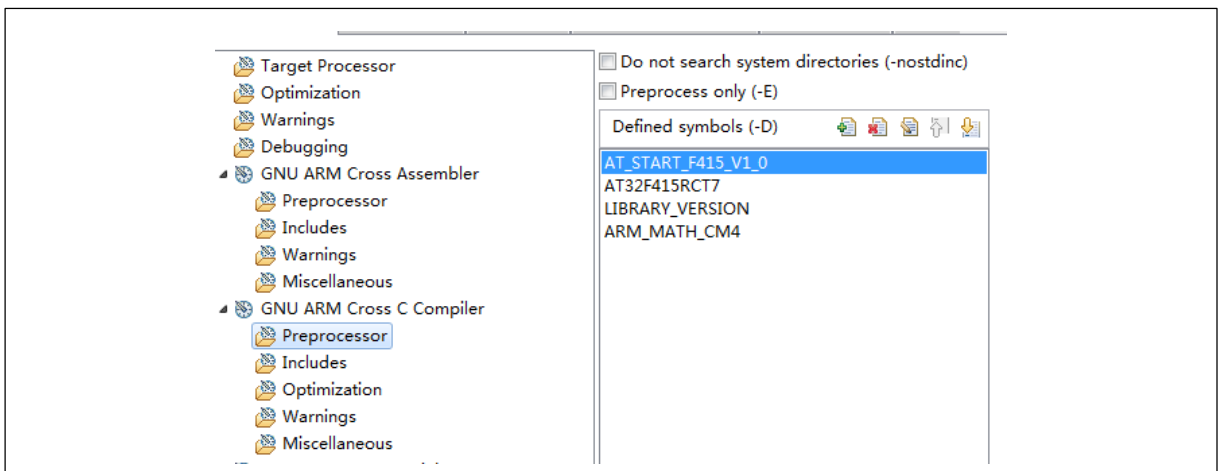 Target Processor
Optimization
Warnings
Debugging
GNU ARM Cross Assembler
Preprocessor
Includes
Warnings
Miscellaneous
GNU ARM Cross C Compiler
Preprocessor
Includes
Optimization
Warnings
Miscellaneous
Do not search system directories (-nostdinc)
Preprocess only (-E)
Defined symbols (-D)
AT_START_F415_V1_0
AT32F415RCT7
LIBRARY_VERSION
ARM_MATH_CM4